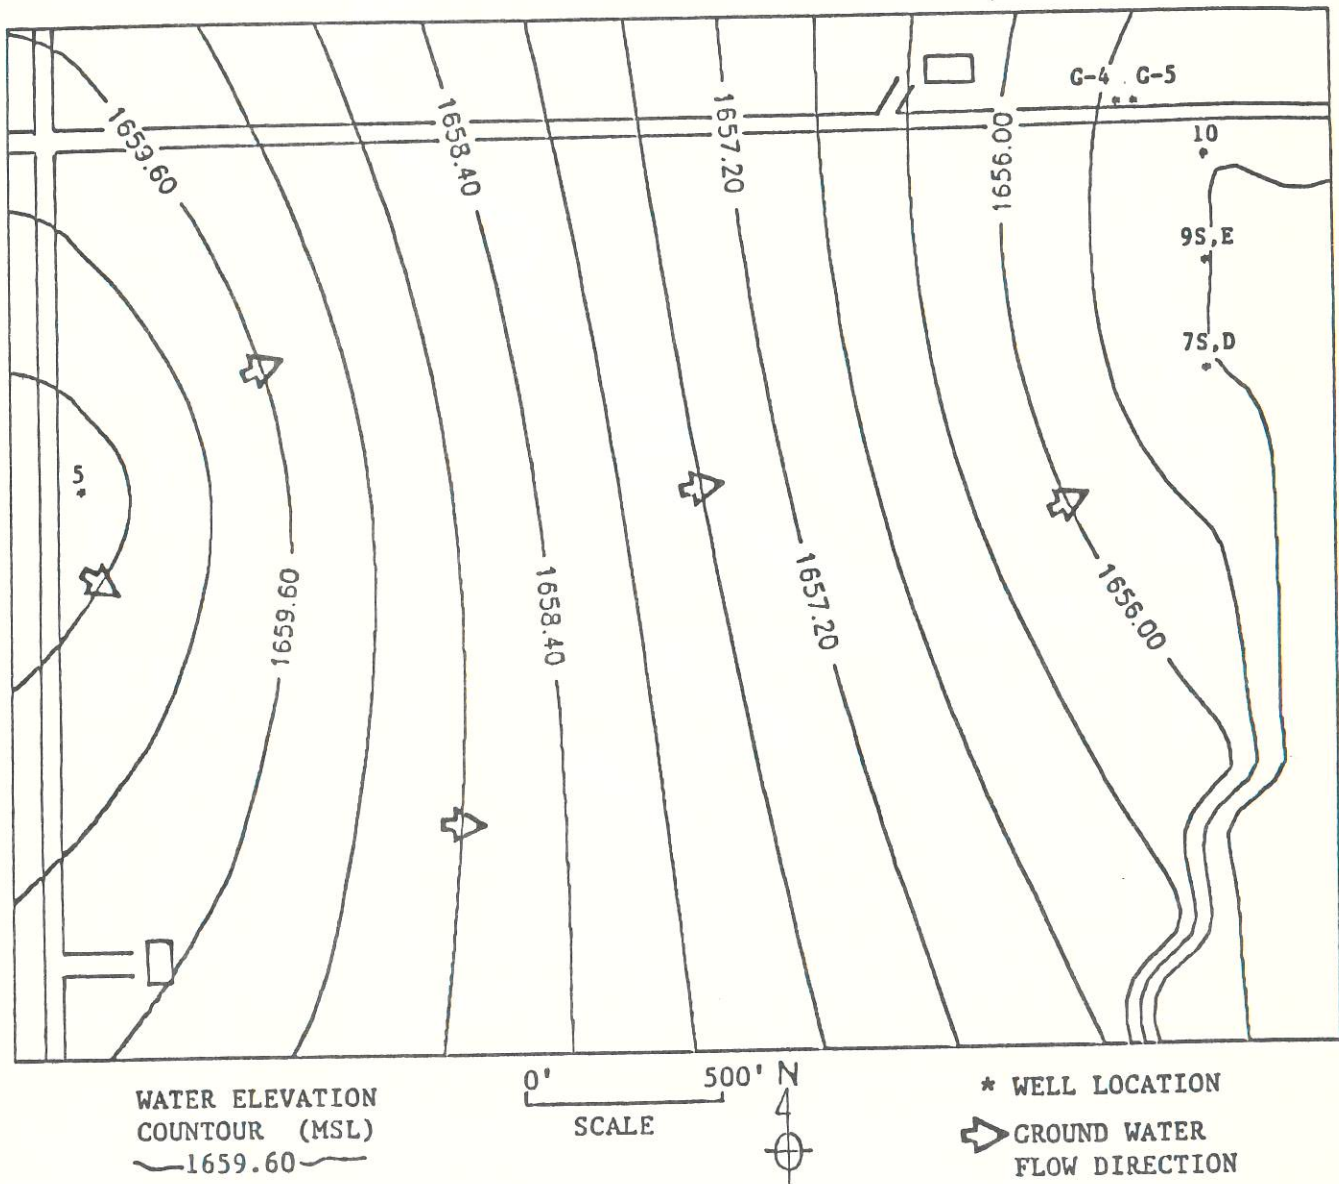 G-4 G-5
10
1659.60
1658.40
1657.20
1656.00
9S,E
7S,D
5
1659.60
1658.40
1657.20
1656.00
WATER ELEVATION
COUNTOUR (MSL)
1659.60
0' 500'
SCALE
N
* WELL LOCATION
GROUND WATER
FLOW DIRECTION